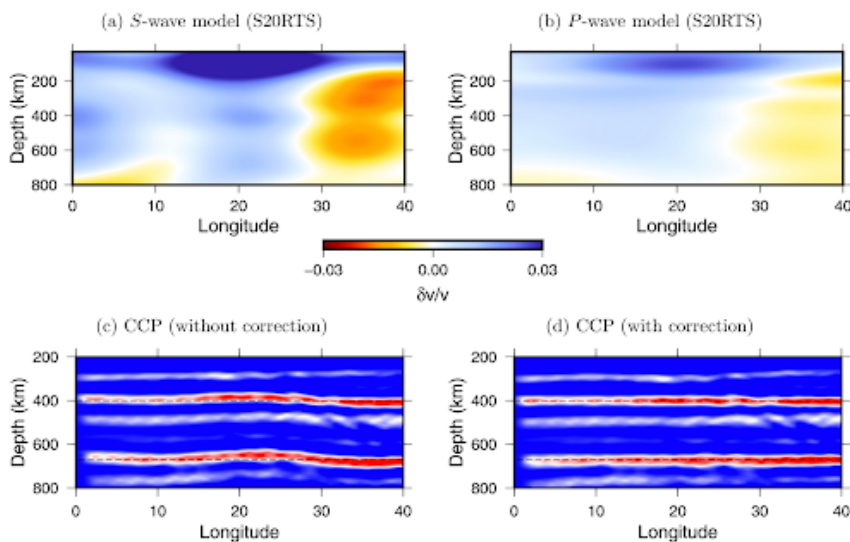 (a) S-wave model (S20RTS)
(b) P-wave model (S20RTS)
200
400
600
800
Depth (km)
0 10 20 30 40
Longitude
200
400
600
800
Depth (km)
0 10 20 30 40
Longitude
−0.03 0.00 0.03
δv/v
(c) CCP (without correction)
(d) CCP (with correction)
200
400
600
800
Depth (km)
0 10 20 30 40
Longitude
200
400
600
800
Depth (km)
0 10 20 30 40
Longitude